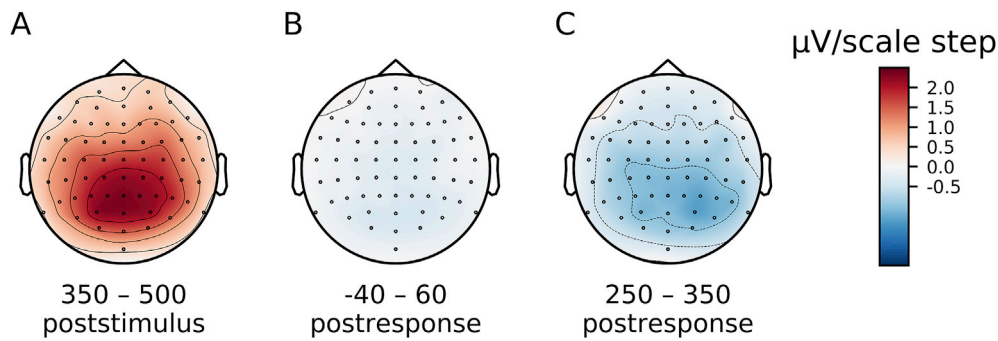 A
B
C
μV/scale step
2.0
1.5
1.0
0.5
0.0
-0.5
350 – 500
poststimulus
-40 – 60
postresponse
250 – 350
postresponse